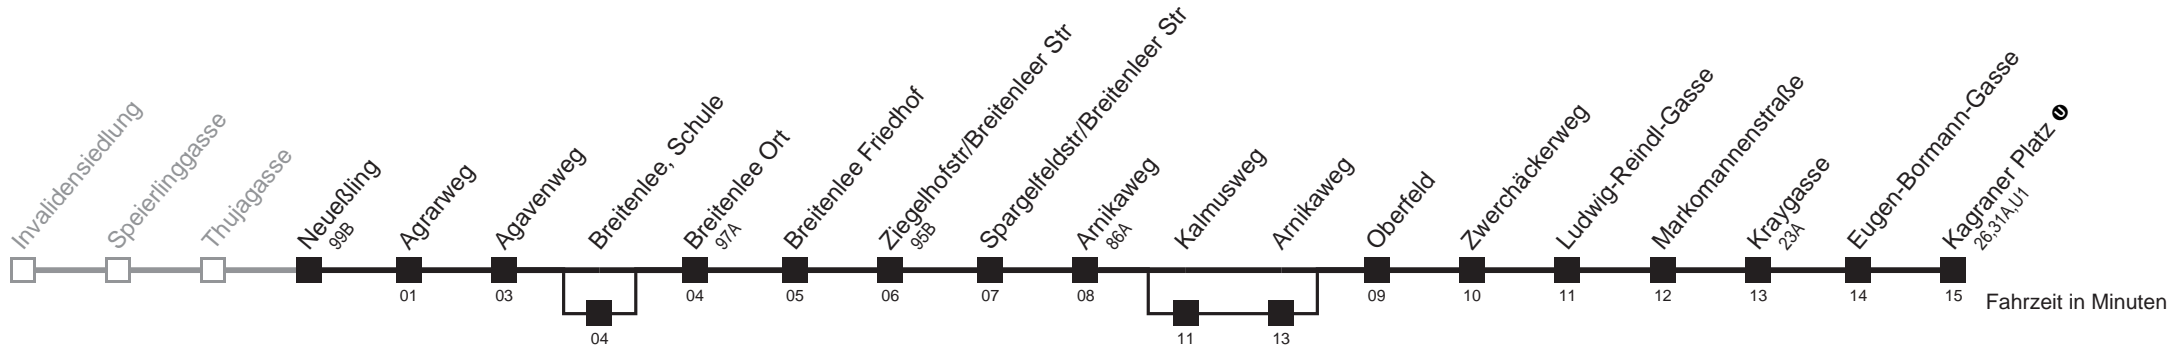 Invalidensiedlung
Speierlinggasse
Thujagasse
Neueßling
99B
Agrarweg
Agavenweg
Breitenlee, Schule
Breitenlee Ort
97A
Breitenlee Friedhof
Ziegelhofstr/Breitenleer Str
95B
Spargelfeldstr/Breitenleer Str
Arnikaweg
86A
Kalmusweg
Arnikaweg
Oberfeld
Zwerchäckerweg
Ludwig-Reindl-Gasse
Markomannenstraße
Kraygasse
23A
Eugen-Bormann-Gasse
Kagraner Platz U
26,31A,U1
01
03
04
05
06
07
08
09
10
11
12
13
14
15
Fahrzeit in Minuten
04
11
13